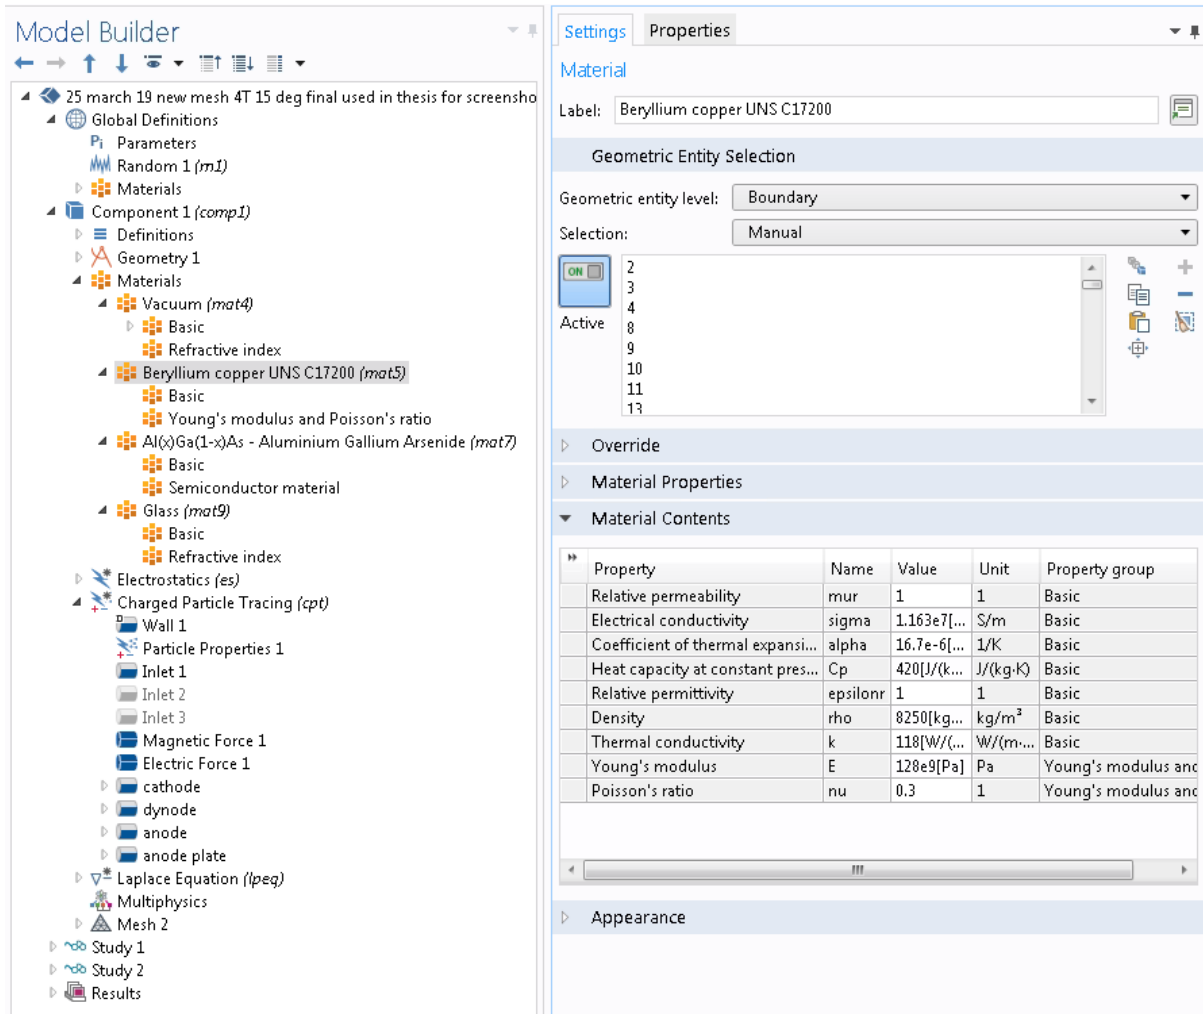 Model Builder
25 march 19 new mesh 4T 15 deg final used in thesis for screensho
Global Definitions
Pi Parameters
Random 1 (rn1)
Materials
Component 1 (comp1)
Definitions
Geometry 1
Materials
Vacuum (mat4)
Basic
Refractive index
Beryllium copper UNS C17200 (mat5)
Basic
Young's modulus and Poisson's ratio
Al(x)Ga(1-x)As - Aluminium Gallium Arsenide (mat7)
Basic
Semiconductor material
Glass (mat9)
Basic
Refractive index
Electrostatics (es)
Charged Particle Tracing (cpt)
Wall 1
Particle Properties 1
Inlet 1
Inlet 2
Inlet 3
Magnetic Force 1
Electric Force 1
cathode
dynode
anode
anode plate
Laplace Equation (lpeq)
Multiphysics
Mesh 2
Study 1
Study 2
Results
Settings Properties
Material
Label: Beryllium copper UNS C17200
Geometric Entity Selection
Geometric entity level: Boundary
Selection: Manual
ON
Active
2
3
4
8
9
10
11
13
Override
Material Properties
Material Contents
Property Name Value Unit Property group
Relative permeability mur 1 1 Basic
Electrical conductivity sigma 1.163e7[... S/m Basic
Coefficient of thermal expansi... alpha 16.7e-6[... 1/K Basic
Heat capacity at constant pres... Cp 420[J/(k... J/(kg·K) Basic
Relative permittivity epsilonr 1 1 Basic
Density rho 8250[kg... kg/m³ Basic
Thermal conductivity k 118[W/(... W/(m·... Basic
Young's modulus E 128e9[Pa] Pa Young's modulus and
Poisson's ratio nu 0.3 1 Young's modulus and
Appearance